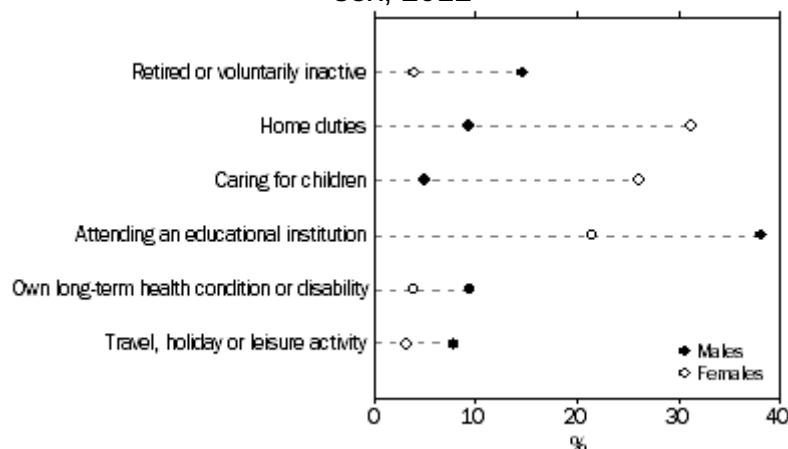 Retired or voluntarily inactive
Home duties
Caring for children
Attending an educational institution
Own long-term health condition or disability
Travel, holiday or leisure activity
Males
Females
0 10 20 30 40
%